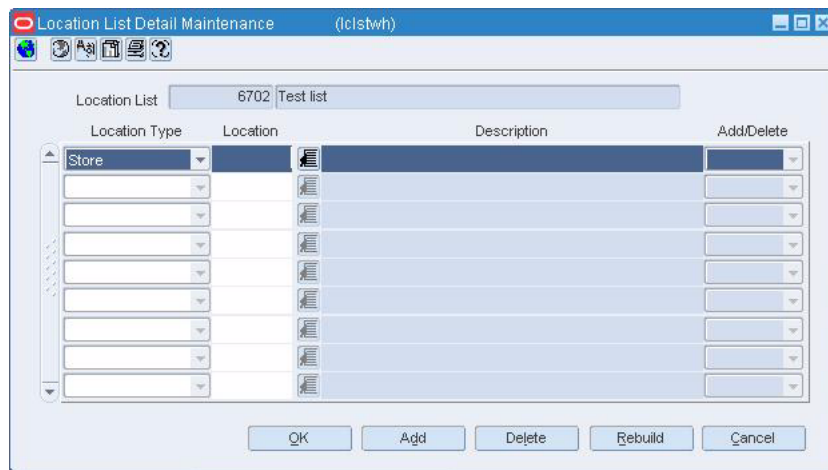 Location List Detail Maintenance (lclstwh)
Location List 6702 Test list
Location Type Location Description Add/Delete
Store
OK Add Delete Rebuild Cancel